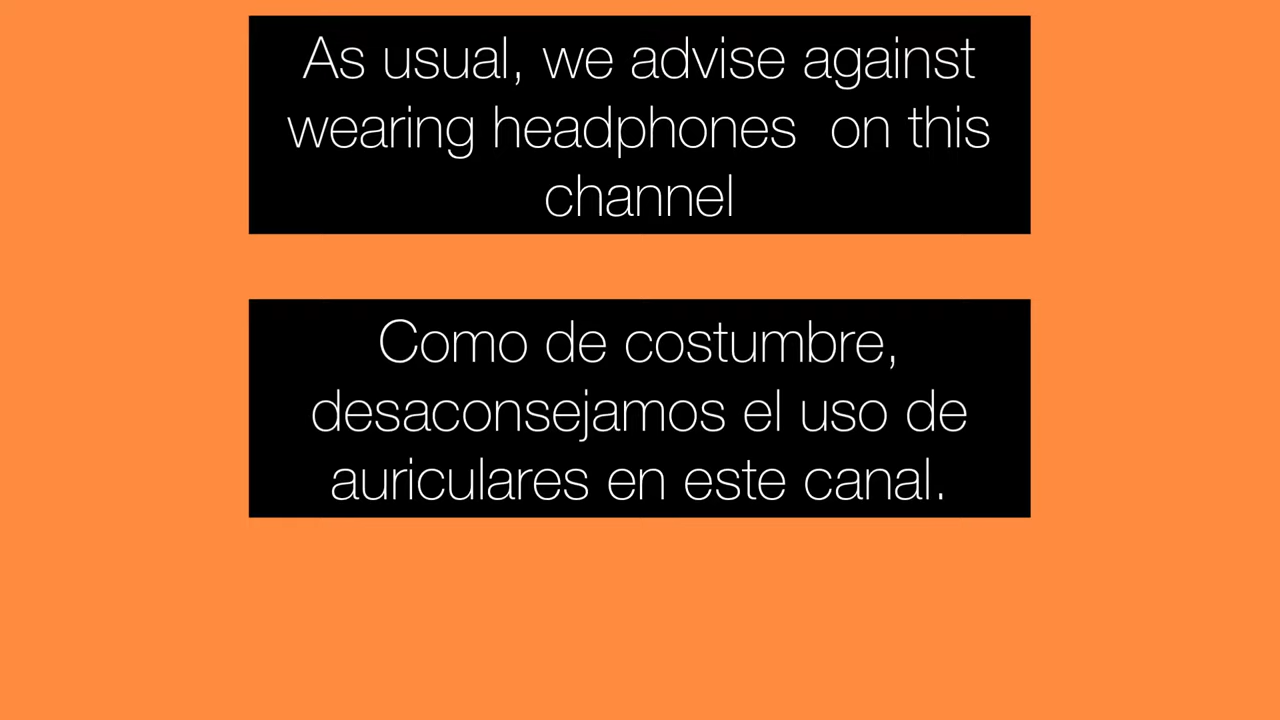 As usual, we advise against
wearing headphones  on this
channel
Como de costumbre,
desaconsejamos el uso de
auriculares en este canal.